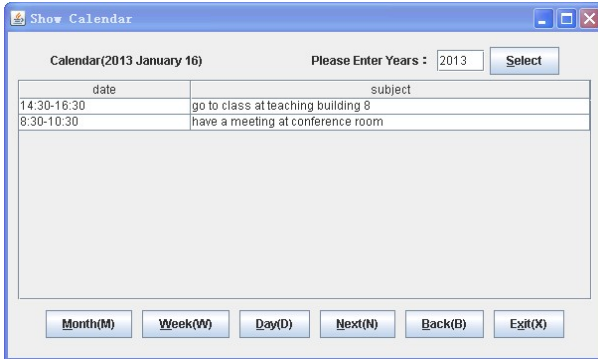 Show Calendar
Calendar(2013 January 16) Please Enter Years： 2013 Select
date subject
14:30-16:30 go to class at teaching building 8
8:30-10:30 have a meeting at conference room
Month(M) Week(W) Day(D) Next(N) Back(B) Exit(X)